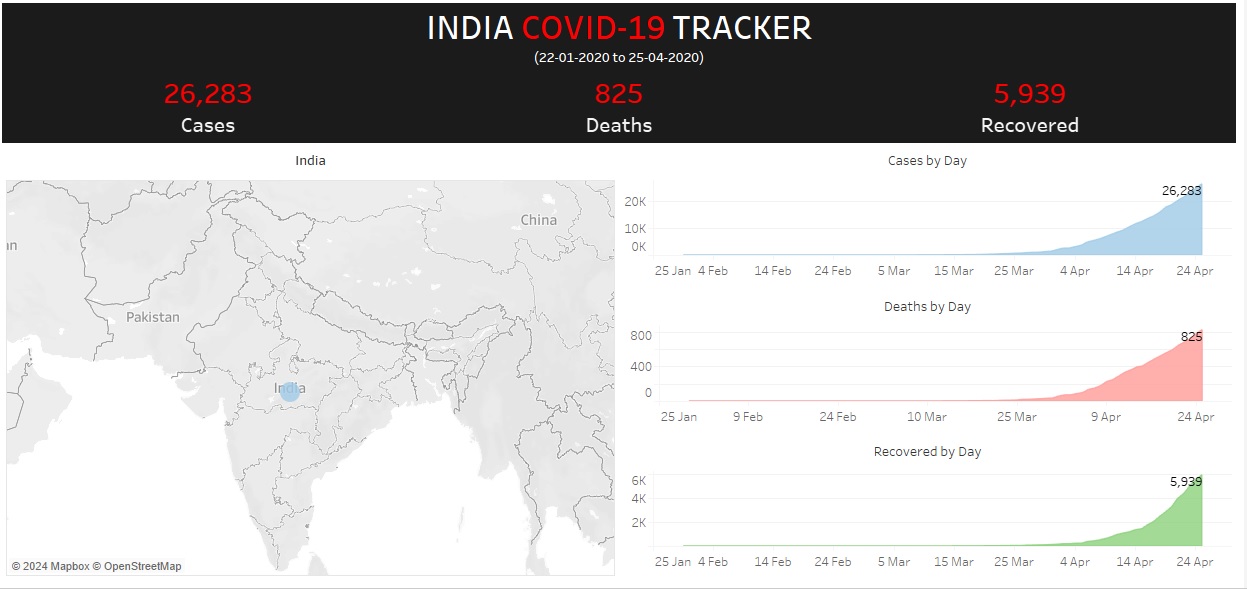 INDIA COVID-19 TRACKER
(22-01-2020 to 25-04-2020)
26,283
Cases
825
Deaths
5,939
Recovered
India
China
an
Pakistan
India
© 2024 Mapbox © OpenStreetMap
Cases by Day
26,283
20K
10K
0K
25 Jan 4 Feb 14 Feb 24 Feb 5 Mar 15 Mar 25 Mar 4 Apr 14 Apr 24 Apr
Deaths by Day
825
800
400
0
25 Jan 9 Feb 24 Feb 10 Mar 25 Mar 9 Apr 24 Apr
Recovered by Day
5,939
6K
4K
2K
25 Jan 4 Feb 14 Feb 24 Feb 5 Mar 15 Mar 25 Mar 4 Apr 14 Apr 24 Apr